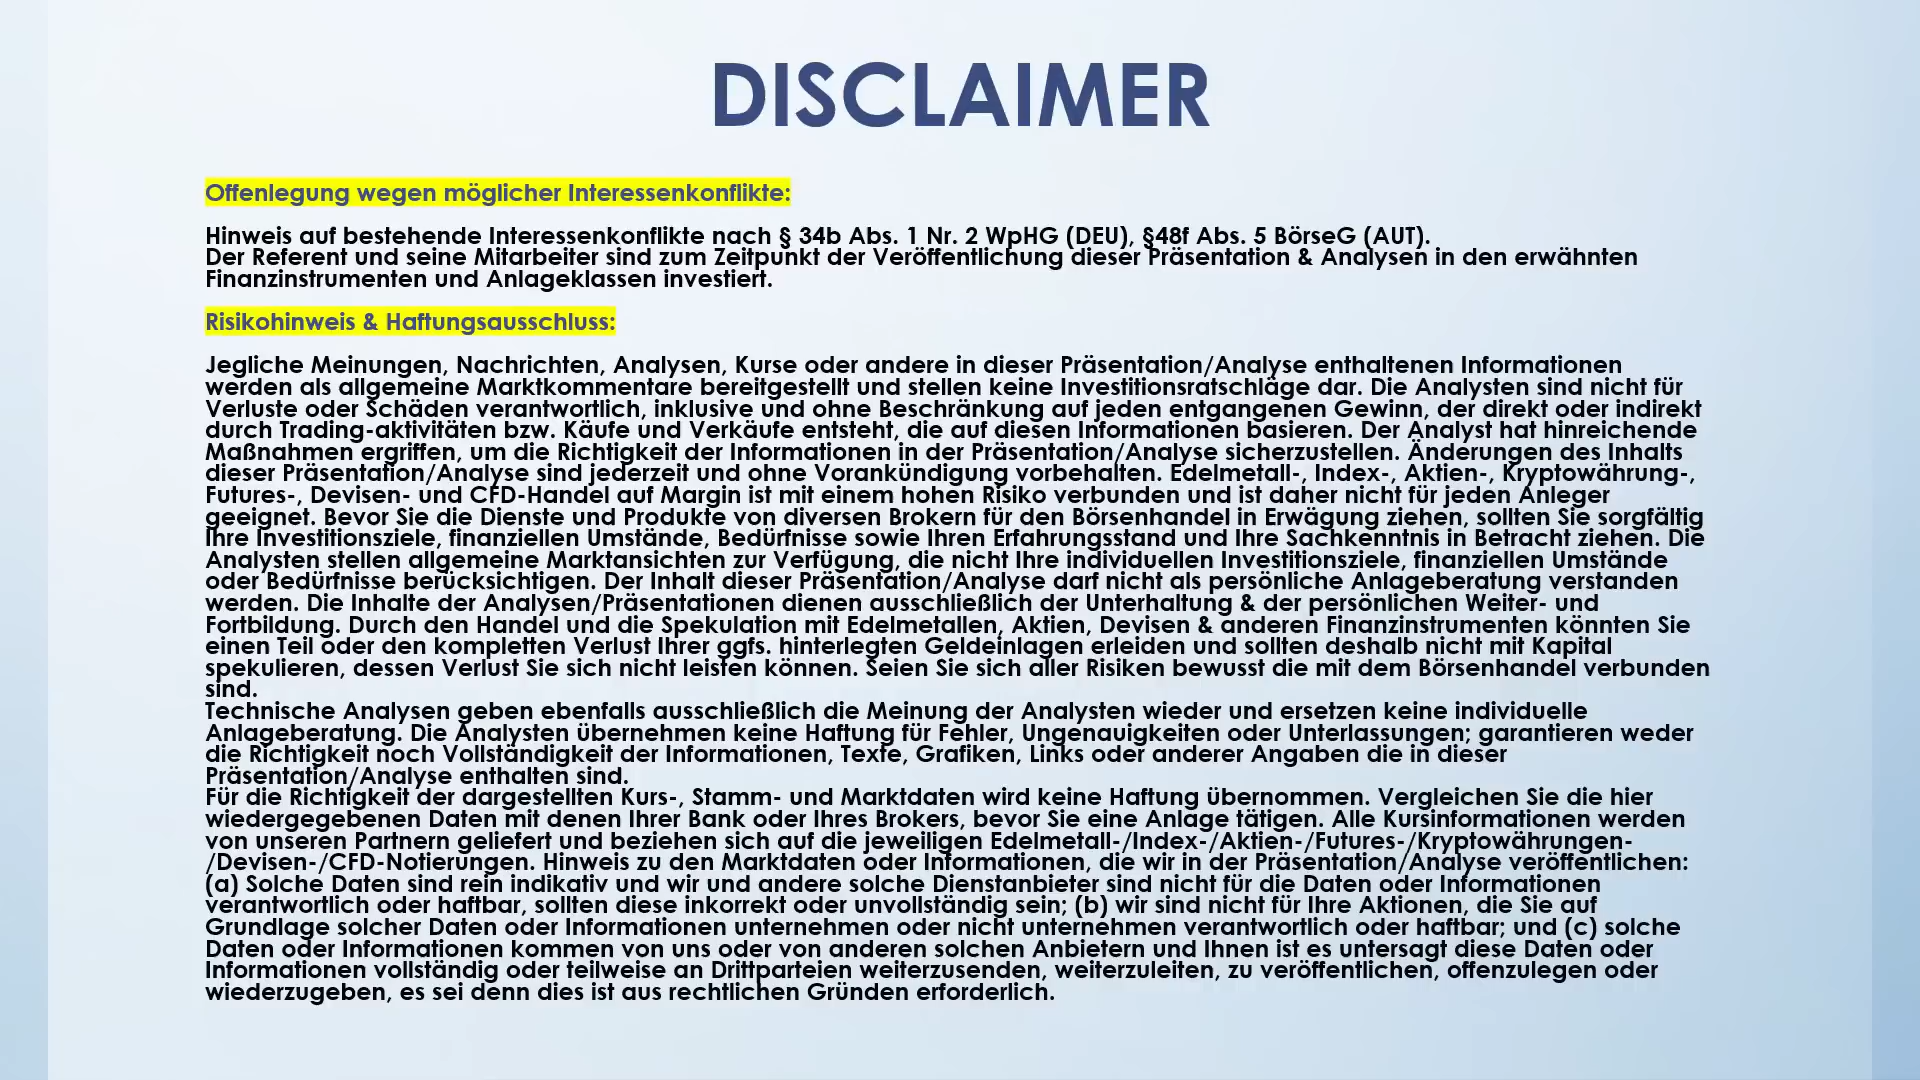 DISCLAIMER
Offenlegung wegen möglicher Interessenkonflikte:
Hinweis auf bestehende Interessenkonflikte nach § 34b Abs. 1 Nr. 2 WpHG (DEU), §48f Abs. 5 BörseG (AUT).
Der Referent und seine Mitarbeiter sind zum Zeitpunkt der Veröffentlichung dieser Präsentation & Analysen in den erwähnten
Finanzinstrumenten und Anlageklassen investiert.
Risikohinweis & Haftungsausschluss:
Jegliche Meinungen, Nachrichten, Analysen, Kurse oder andere in dieser Präsentation/Analyse enthaltenen Informationen
werden als allgemeine Marktkommentare bereitgestellt und stellen keine Investitionsratschläge dar. Die Analysten sind nicht für
Verluste oder Schäden verantwortlich, inklusive und ohne Beschränkung auf jeden entgangenen Gewinn, der direkt oder indirekt
durch Trading-aktivitäten bzw. Käufe und Verkäufe entsteht, die auf diesen Informationen basieren. Der Analyst hat hinreichende
Maßnahmen ergriffen, um die Richtigkeit der Informationen in der Präsentation/Analyse sicherzustellen. Änderungen des Inhalts
dieser Präsentation/Analyse sind jederzeit und ohne Vorankündigung vorbehalten. Edelmetall-, Index-, Aktien-, Kryptowährung-,
Futures-, Devisen- und CFD-Handel auf Margin ist mit einem hohen Risiko verbunden und ist daher nicht für jeden Anleger
geeignet. Bevor Sie die Dienste und Produkte von diversen Brokern für den Börsenhandel in Erwägung ziehen, sollten Sie sorgfältig
Ihre Investitionsziele, finanziellen Umstände, Bedürfnisse sowie Ihren Erfahrungsstand und Ihre Sachkenntnis in Betracht ziehen. Die
Analysten stellen allgemeine Marktansichten zur Verfügung, die nicht Ihre individuellen Investitionsziele, finanziellen Umstände
oder Bedürfnisse berücksichtigen. Der Inhalt dieser Präsentation/Analyse darf nicht als persönliche Anlageberatung verstanden
werden. Die Inhalte der Analysen/Präsentationen dienen ausschließlich der Unterhaltung & der persönlichen Weiter- und
Fortbildung. Durch den Handel und die Spekulation mit Edelmetallen, Aktien, Devisen & anderen Finanzinstrumenten könnten Sie
einen Teil oder den kompletten Verlust Ihrer ggfs. hinterlegten Geldeinlagen erleiden und sollten deshalb nicht mit Kapital
spekulieren, dessen Verlust Sie sich nicht leisten können. Seien Sie sich aller Risiken bewusst die mit dem Börsenhandel verbunden
sind.
Technische Analysen geben ebenfalls ausschließlich die Meinung der Analysten wieder und ersetzen keine individuelle
Anlageberatung. Die Analysten übernehmen keine Haftung für Fehler, Ungenauigkeiten oder Unterlassungen; garantieren weder
die Richtigkeit noch Vollständigkeit der Informationen, Texte, Grafiken, Links oder anderer Angaben die in dieser
Präsentation/Analyse enthalten sind.
Für die Richtigkeit der dargestellten Kurs-, Stamm- und Marktdaten wird keine Haftung übernommen. Vergleichen Sie die hier
wiedergegebenen Daten mit denen Ihrer Bank oder Ihres Brokers, bevor Sie eine Anlage tätigen. Alle Kursinformationen werden
von unseren Partnern geliefert und beziehen sich auf die jeweiligen Edelmetall-/Index-/Aktien-/Futures-/Kryptowährungen-
/Devisen-/CFD-Notierungen. Hinweis zu den Marktdaten oder Informationen, die wir in der Präsentation/Analyse veröffentlichen:
(a) Solche Daten sind rein indikativ und wir und andere solche Dienstanbieter sind nicht für die Daten oder Informationen
verantwortlich oder haftbar, sollten diese inkorrekt oder unvollständig sein; (b) wir sind nicht für Ihre Aktionen, die Sie auf
Grundlage solcher Daten oder Informationen unternehmen oder nicht unternehmen verantwortlich oder haftbar; und (c) solche
Daten oder Informationen kommen von uns oder von anderen solchen Anbietern und Ihnen ist es untersagt diese Daten oder
Informationen vollständig oder teilweise an Drittparteien weiterzusenden, weiterzuleiten, zu veröffentlichen, offenzulegen oder
wiederzugeben, es sei denn dies ist aus rechtlichen Gründen erforderlich.